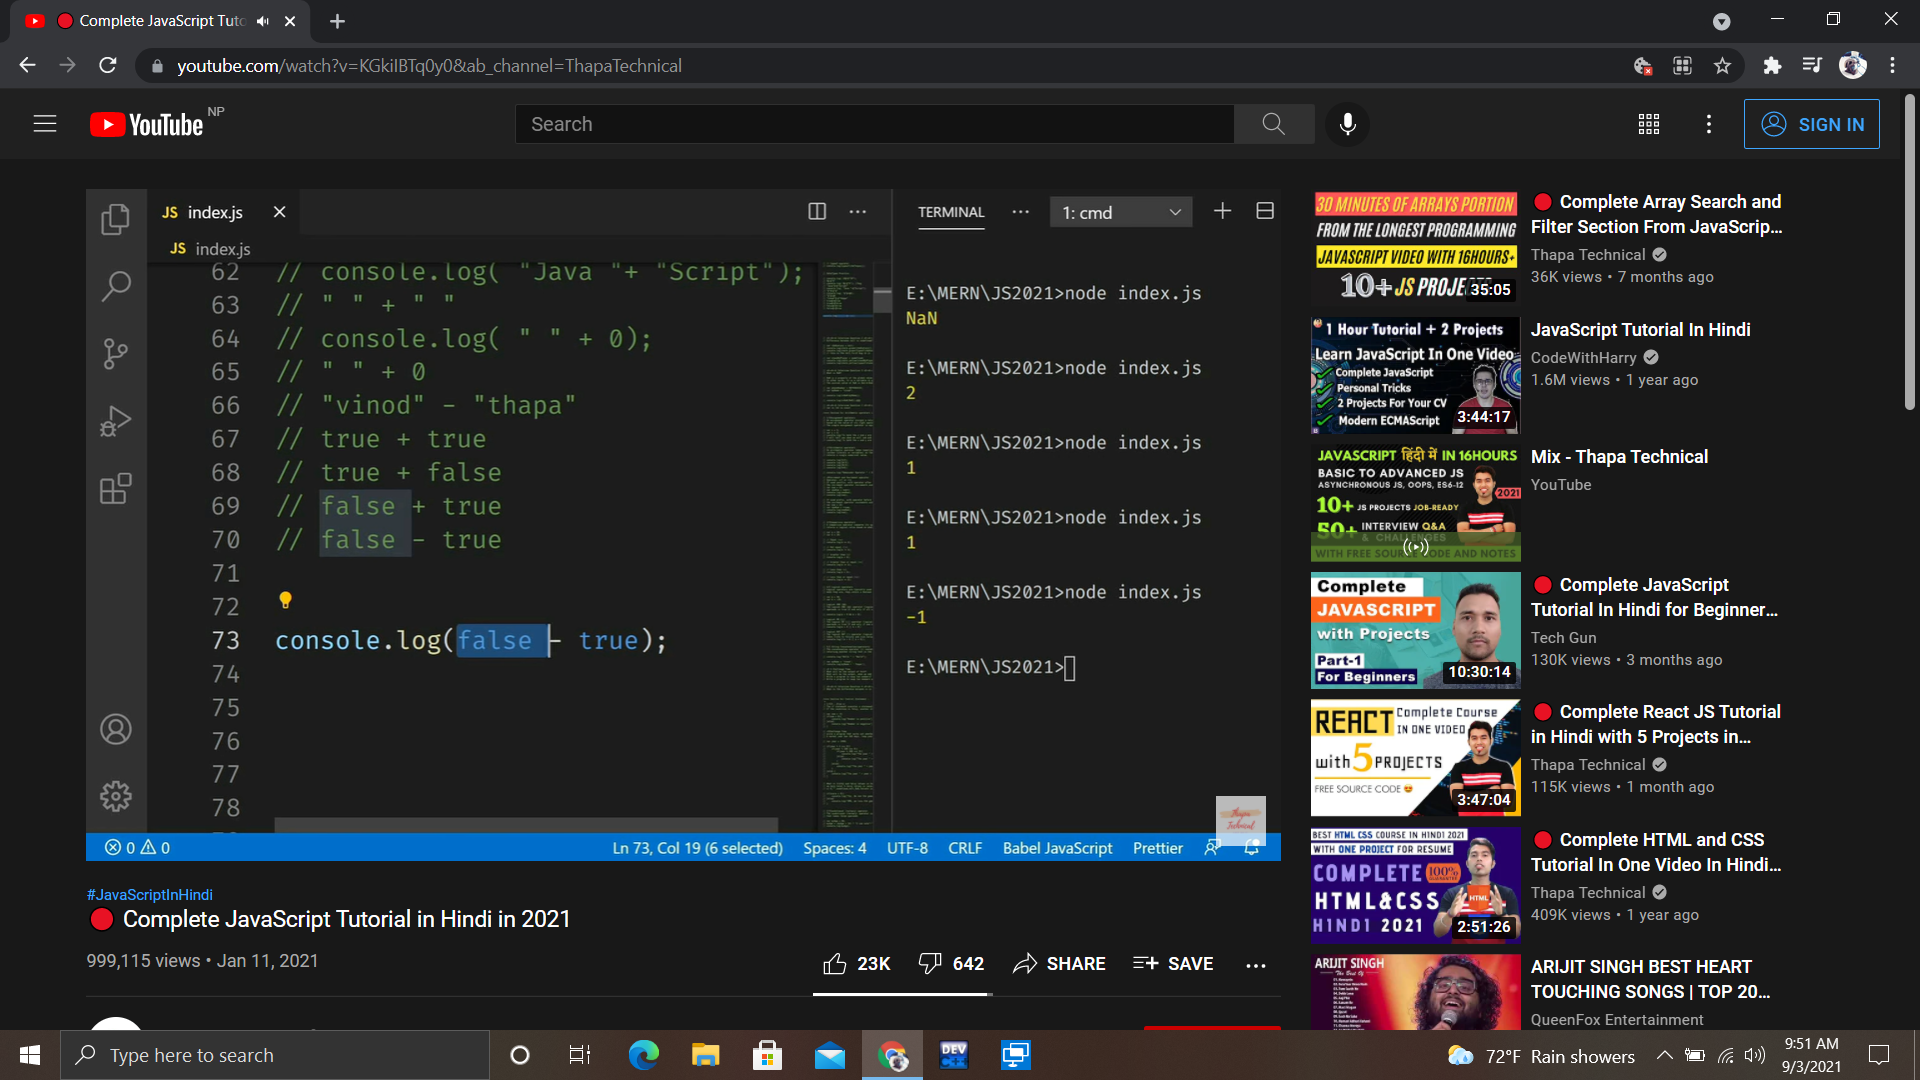 Complete JavaScript Tuto
youtube.com/watch?v=KGkiIBTq0y0&ab_channel=ThapaTechnical
YouTube NP
Search
SIGN IN
JS index.js
JS index.js
62 // console.log( "Java "+ "Script");
63 // " " + " "
64 // console.log( " " + 0);
65 // " " + 0
66 // "vinod" - "thapa"
67 // true + true
68 // true + false
69 // false + true
70 // false - true
71
72
73 console.log(false - true);
74
75
76
77
78
TERMINAL
1: cmd
E:\MERN\JS2021>node index.js
NaN
E:\MERN\JS2021>node index.js
2
E:\MERN\JS2021>node index.js
1
E:\MERN\JS2021>node index.js
1
E:\MERN\JS2021>node index.js
-1
E:\MERN\JS2021>
Thapa
Technical
0 0
Ln 73, Col 19 (6 selected) Spaces: 4 UTF-8 CRLF Babel JavaScript Prettier
#JavaScriptInHindi
Complete JavaScript Tutorial in Hindi in 2021
999,115 views • Jan 11, 2021
23K 642 SHARE SAVE
30 MINUTES OF ARRAYS PORTION
FROM THE LONGEST PROGRAMMING
JAVASCRIPT VIDEO WITH 16HOURS+
10+ JS PROJE
35:05
Complete Array Search and
Filter Section From JavaScrip...
Thapa Technical
36K views • 7 months ago
1 Hour Tutorial + 2 Projects
Learn JavaScript In One Video
Complete JavaScript
Personal Tricks
2 Projects For Your CV
Modern ECMAScript
3:44:17
JavaScript Tutorial In Hindi
CodeWithHarry
1.6M views • 1 year ago
JAVASCRIPT हिंदी में IN 16HOURS
BASIC TO ADVANCED JS
ASYNCHRONOUS JS, OOPS, ES6-12
2021
10+ JS PROJECTS JOB-READY
50+ INTERVIEW Q&A
& CHALLENGES
WITH FREE SOURCE CODE AND NOTES
Mix - Thapa Technical
YouTube
Complete
JAVASCRIPT
with Projects
Part-1
For Beginners
10:30:14
Complete JavaScript
Tutorial In Hindi for Beginner...
Tech Gun
130K views • 3 months ago
REACT Complete Course
IN ONE VIDEO
with 5 PROJECTS
FREE SOURCE CODE
3:47:04
Complete React JS Tutorial
in Hindi with 5 Projects in...
Thapa Technical
115K views • 1 month ago
BEST HTML CSS COURSE IN HINDI 2021
WITH ONE PROJECT FOR RESUME
COMPLETE 100%
HTML&CSS
HTML
HINDI 2021
2:51:26
Complete HTML and CSS
Tutorial In One Video In Hindi...
Thapa Technical
409K views • 1 year ago
ARIJIT SINGH
The Best Of
ARIJIT SINGH BEST HEART
TOUCHING SONGS | TOP 20...
QueenFox Entertainment
Type here to search
DEV
C++
72°F Rain showers
9:51 AM
9/3/2021